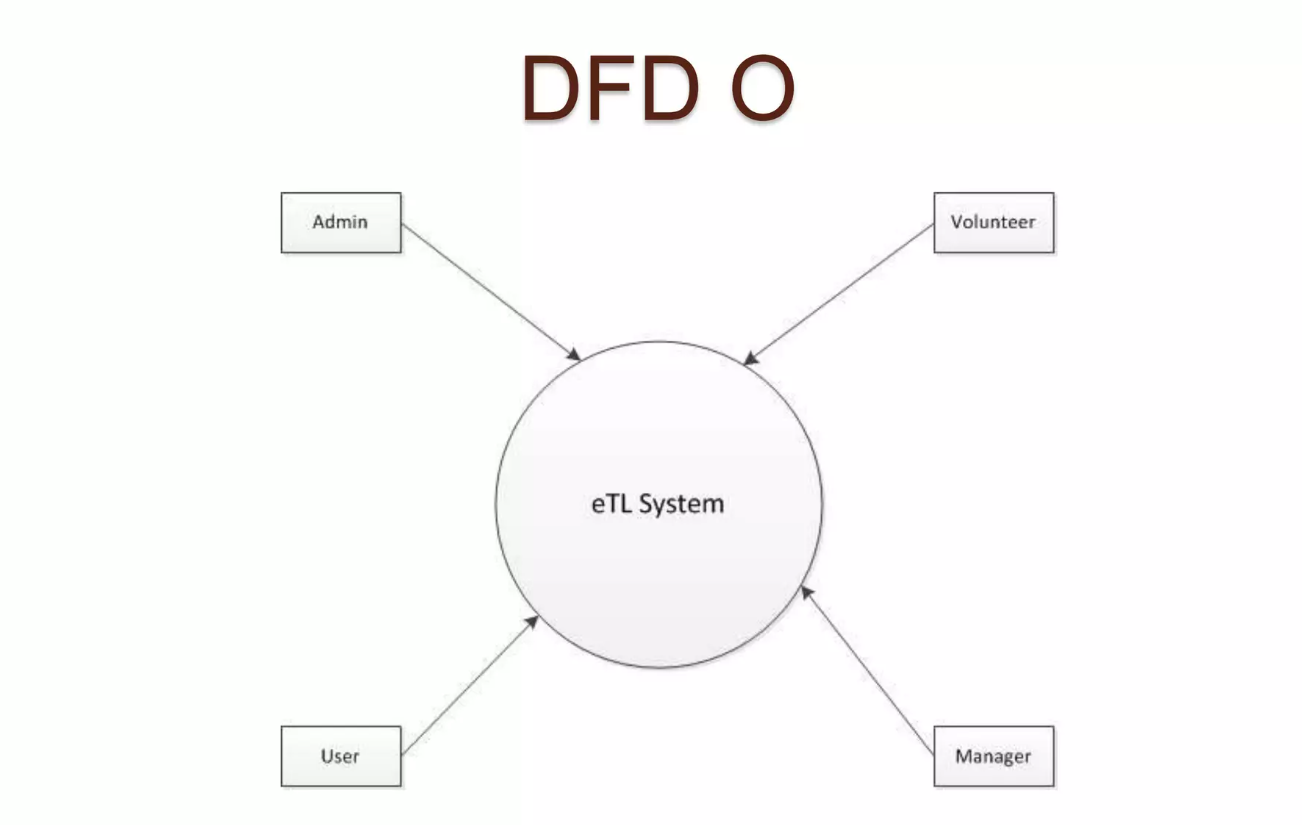 DFD O
Admin
Volunteer
eTL System
User
Manager